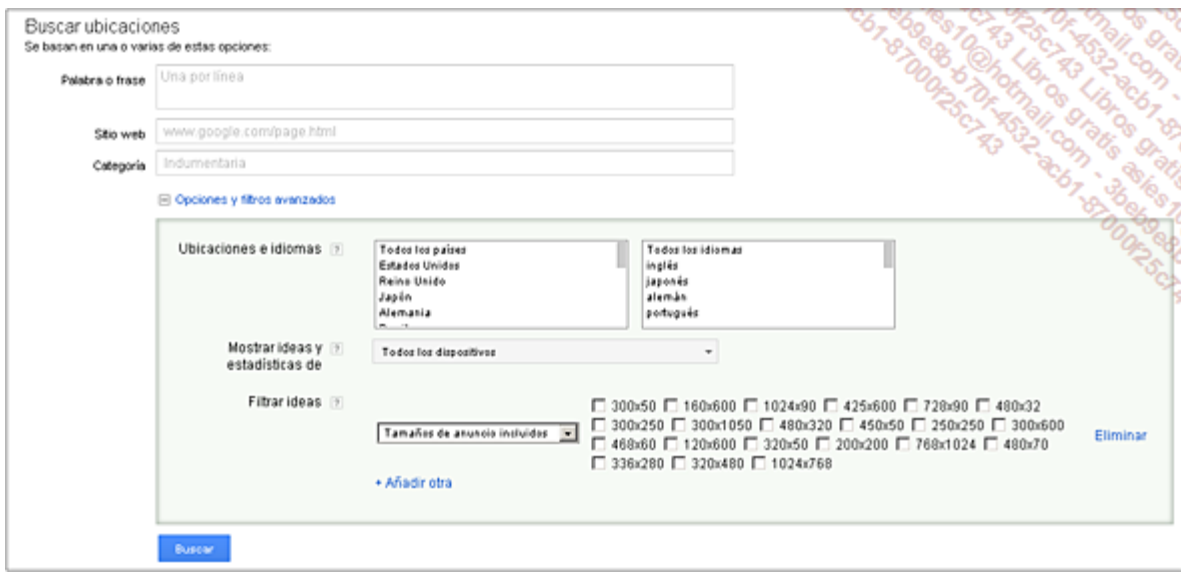 Buscar ubicaciones
Se basan en una o varias de estas opciones:
Palabra o frase
Una por línea
Sitio web
www.google.com/page.html
Categoría
Indumentaria
Opciones y filtros avanzados
Ubicaciones e idiomas ?
Todos los países
Estados Unidos
Reino Unido
Japón
Alemania
Todos los idiomas
inglés
japonés
alemán
portugués
Mostrar ideas y ?
estadísticas de
Todos los dispositivos
Filtrar ideas ?
Tamaños de anuncio incluidos
300x50 160x600 1024x90 425x600 728x90 480x32
300x250 300x1050 480x320 450x50 250x250 300x600
468x60 120x600 320x50 200x200 768x1024 480x70
336x280 320x480 1024x768
Eliminar
+ Añadir otra
Buscar